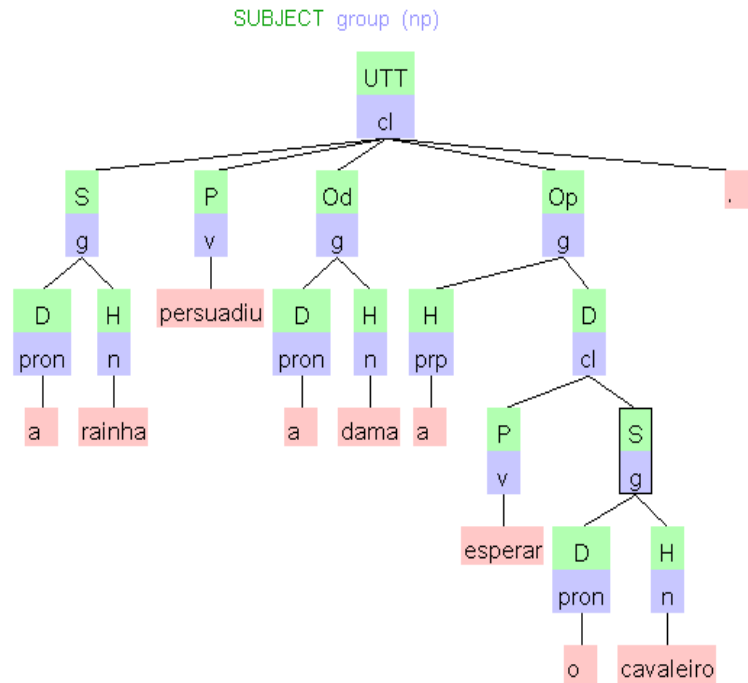 SUBJECT group (np)
UTT
cl
S P Od Op .
g v g g
D H persuadiu D H H D
pron n pron n prp cl
a rainha a dama a P S
v g
esperar D H
pron n
o cavaleiro